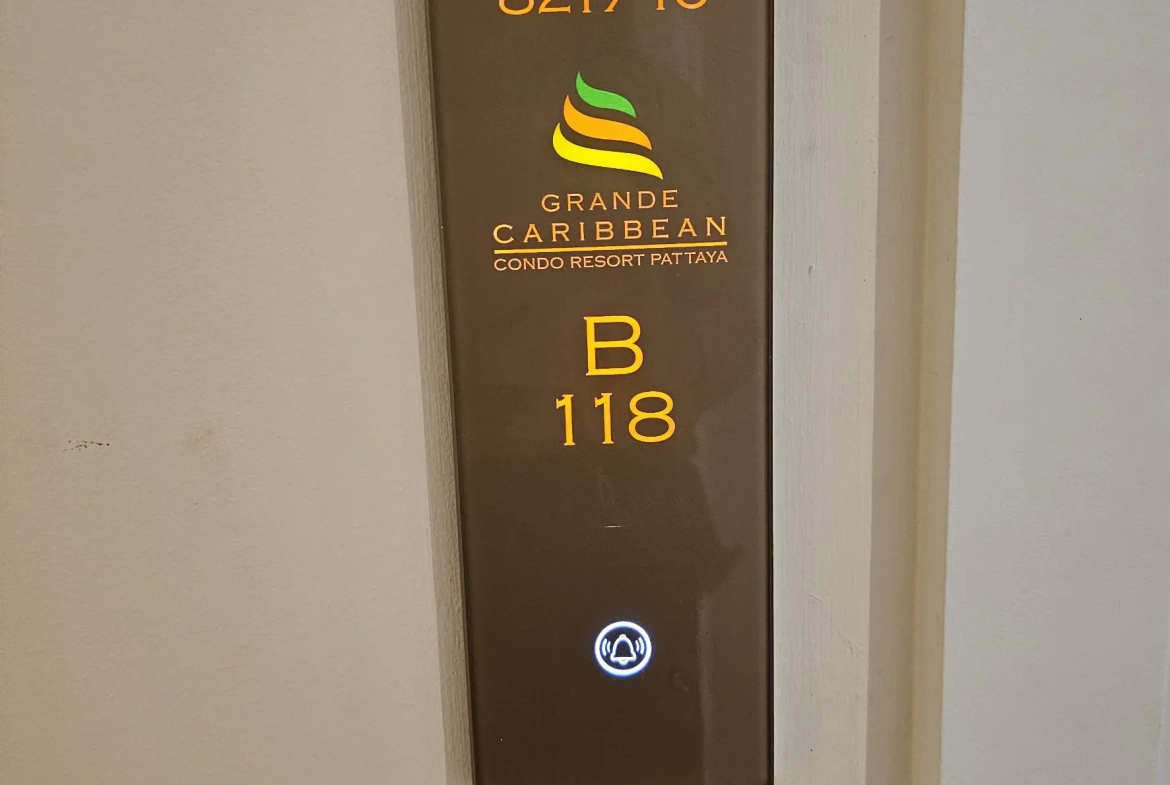 GRANDE
CARIBBEAN
CONDO RESORT PATTAYA
B
118